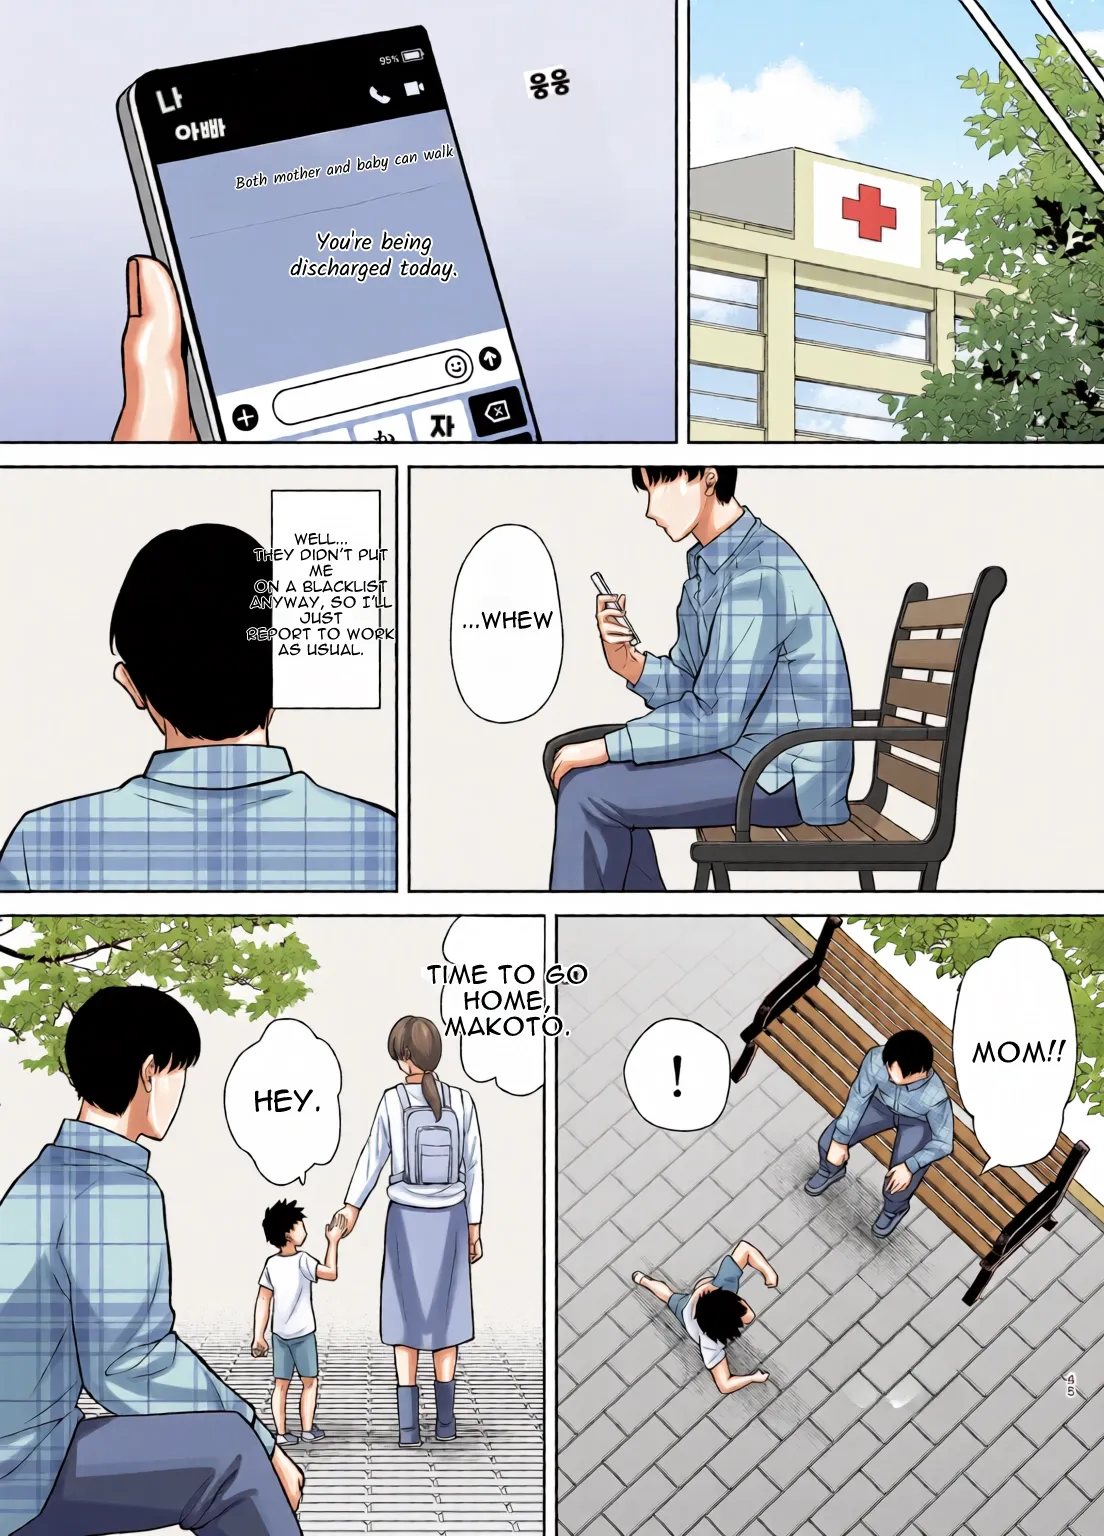 95%
나
아빠
웅웅
Both mother and baby can walk
You're being
discharged today.
자
WELL...
THEY DIDN'T PUT
ME
ON A BLACKLIST
ANYWAY, SO I'LL
JUST
REPORT TO WORK
AS USUAL.
...WHEW
MOM!!
!
TIME TO GO
HOME,
MAKOTO.
HEY.
45